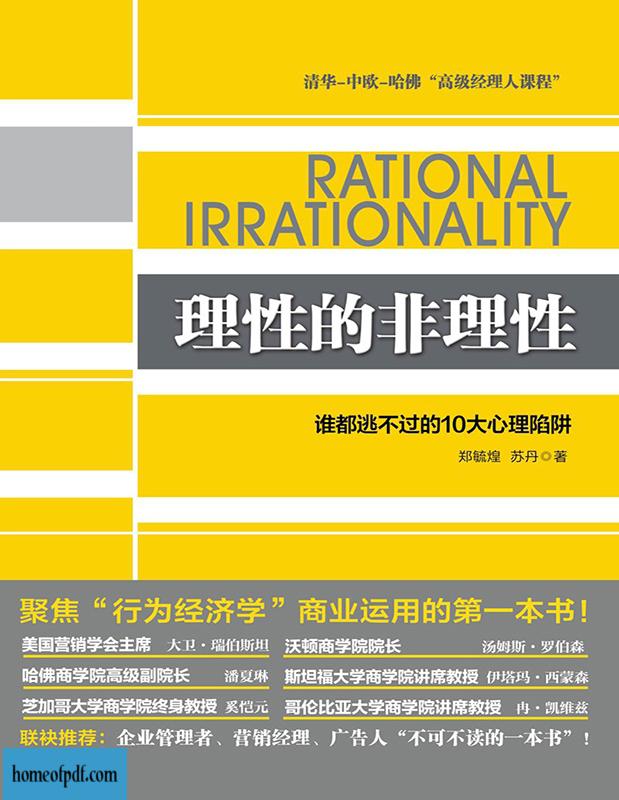 清华-中欧-哈佛“高级经理人课程”
RATIONAL
IRRATIONALITY
理性的非理性
谁都逃不过的10大心理陷阱
郑毓煌 苏丹◎著
聚焦“行为经济学”商业运用的第一本书！
美国营销学会主席 大卫·瑞伯斯坦 沃顿商学院院长 汤姆斯·罗伯森
哈佛商学院高级副院长 潘夏琳 斯坦福大学商学院讲席教授 伊塔玛·西蒙森
芝加哥大学商学院终身教授 奚恺元 哥伦比亚大学商学院讲席教授 冉·凯维兹
联袂推荐：企业管理者、营销经理、广告人“不可不读的一本书”！
homeofpdf.com